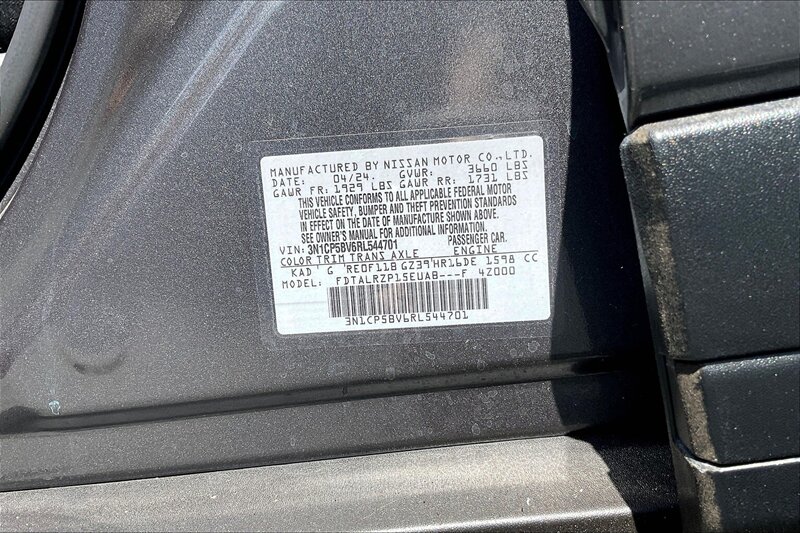 MANUFACTURED BY NISSAN MOTOR CO.,LTD.
DATE: 04/24. GVWR: 3660 LBS
GAWR FR: 1929 LBS GAWR RR: 1731 LBS
THIS VEHICLE CONFORMS TO ALL APPLICABLE FEDERAL MOTOR
VEHICLE SAFETY, BUMPER AND THEFT PREVENTION STANDARDS
IN EFFECT ON THE DATE OF MANUFACTURE SHOWN ABOVE.
SEE OWNER'S MANUAL FOR ADDITIONAL INFORMATION.
VIN: 3N1CP5BV6RL544701 PASSENGER CAR.
COLOR TRIM TRANS AXLE ENGINE
KAD' G 'RE0F11B GZ39'HR16DE 1598 CC
MODEL: FDTALRZP15EUAB---F 4Z000
3N1CP5BV6RL544701